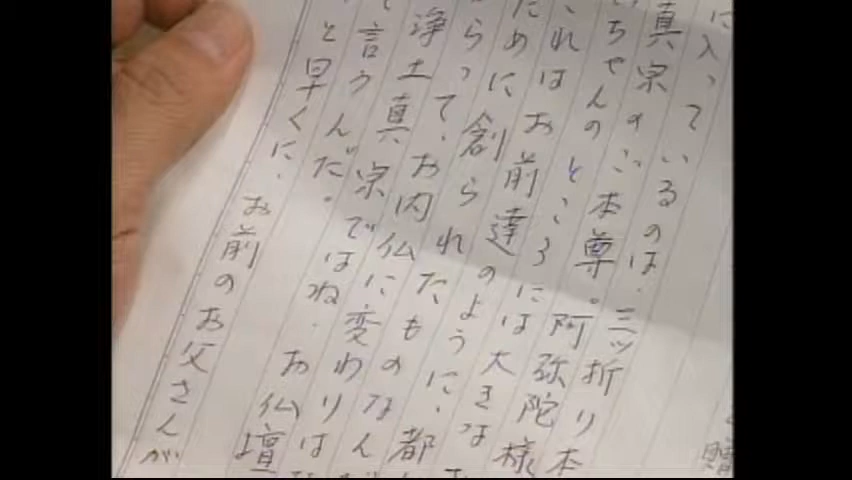 贈
に入っているのは、三ツ折り本
真宗のご本尊。阿弥陀様
ちゃんのところには大きな
これはお前達のように、都
ために創られたものなん
らって、お内仏に変わりは
浄土真宗ではね、お仏壇
言うんだ。
と早くに、お前のお父さんが